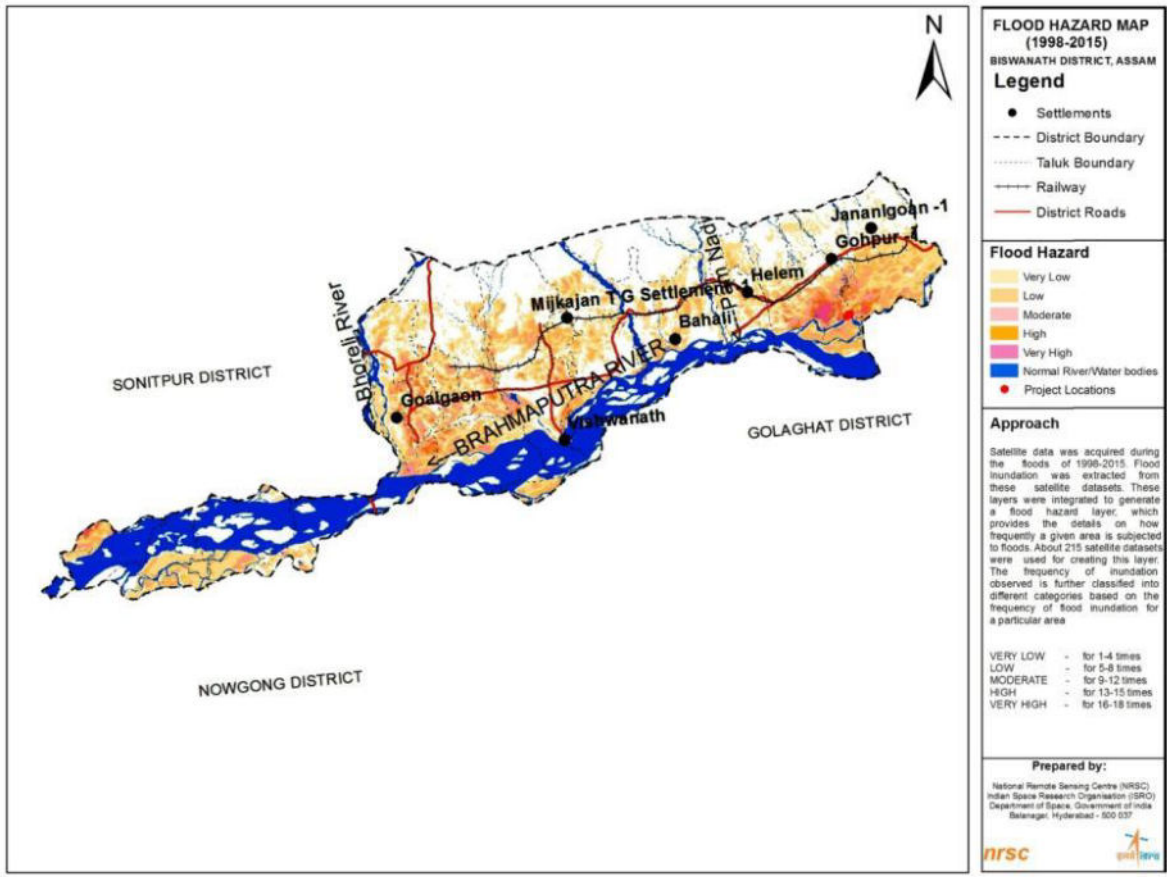 N
Jananigoan -1
Gohpur -1
Helem
Mijkajan T G Settlement -1
Bahali
Bhoreli River
BRAHMAPUTRA RIVER
SONITPUR DISTRICT
Goalgaon
Vishwanath
GOLAGHAT DISTRICT
NOWGONG DISTRICT
FLOOD HAZARD MAP
(1998-2015)
BISWANATH DISTRICT, ASSAM
Legend
Settlements
District Boundary
Taluk Boundary
Railway
District Roads
Flood Hazard
Very Low
Low
Moderate
High
Very High
Normal River/Water bodies
Project Locations
Approach
Satellite data was acquired during
the floods of 1998-2015. Flood
inundation was extracted from
these satellite datasets. These
layers were integrated to generate
a flood hazard layer, which
provides the details on how
frequently a given area is subjected
to floods. About 215 satellite datasets
were used for creating this layer.
The frequency of inundation
observed is further classified into
different categories based on the
frequency of flood inundation for
a particular area
VERY LOW - for 1-4 times
LOW - for 5-8 times
MODERATE - for 9-12 times
HIGH - for 13-15 times
VERY HIGH - for 16-18 times
Prepared by:
National Remote Sensing Centre (NRSC)
Indian Space Research Organisation (ISRO)
Department of Space, Government of India
Balanagar, Hyderabad - 500 037
nrsc
इसरो isro